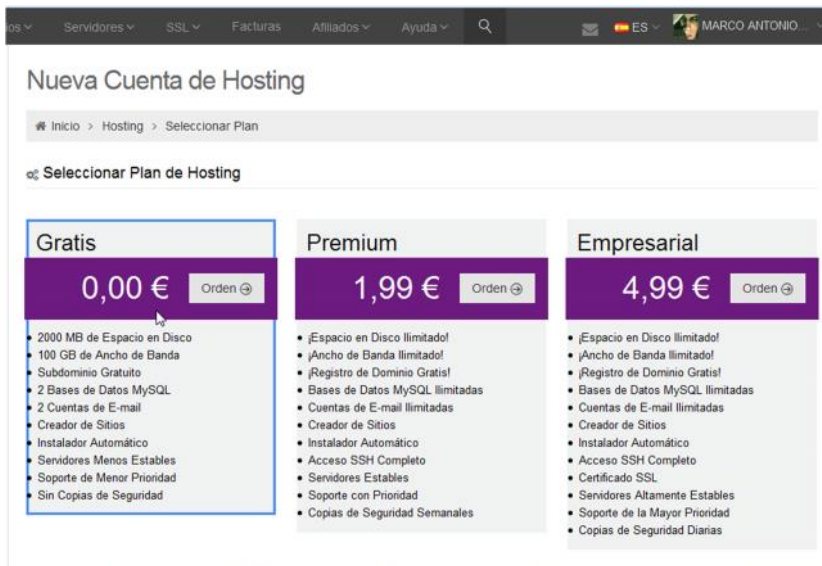 ios Servidores SSL Facturas Afiliados Ayuda ES MARCO ANTONIO...
Nueva Cuenta de Hosting
Inicio > Hosting > Seleccionar Plan
Seleccionar Plan de Hosting
Gratis
0,00 € Orden
2000 MB de Espacio en Disco
100 GB de Ancho de Banda
Subdominio Gratuito
2 Bases de Datos MySQL
2 Cuentas de E-mail
Creador de Sitios
Instalador Automático
Servidores Menos Estables
Soporte de Menor Prioridad
Sin Copias de Seguridad
Premium
1,99 € Orden
¡Espacio en Disco Ilimitado!
¡Ancho de Banda Ilimitado!
¡Registro de Dominio Gratis!
Bases de Datos MySQL Ilimitadas
Cuentas de E-mail Ilimitadas
Creador de Sitios
Instalador Automático
Acceso SSH Completo
Servidores Estables
Soporte con Prioridad
Copias de Seguridad Semanales
Empresarial
4,99 € Orden
¡Espacio en Disco Ilimitado!
¡Ancho de Banda Ilimitado!
¡Registro de Dominio Gratis!
Bases de Datos MySQL Ilimitadas
Cuentas de E-mail Ilimitadas
Creador de Sitios
Instalador Automático
Acceso SSH Completo
Certificado SSL
Servidores Altamente Estables
Soporte de la Mayor Prioridad
Copias de Seguridad Diarias